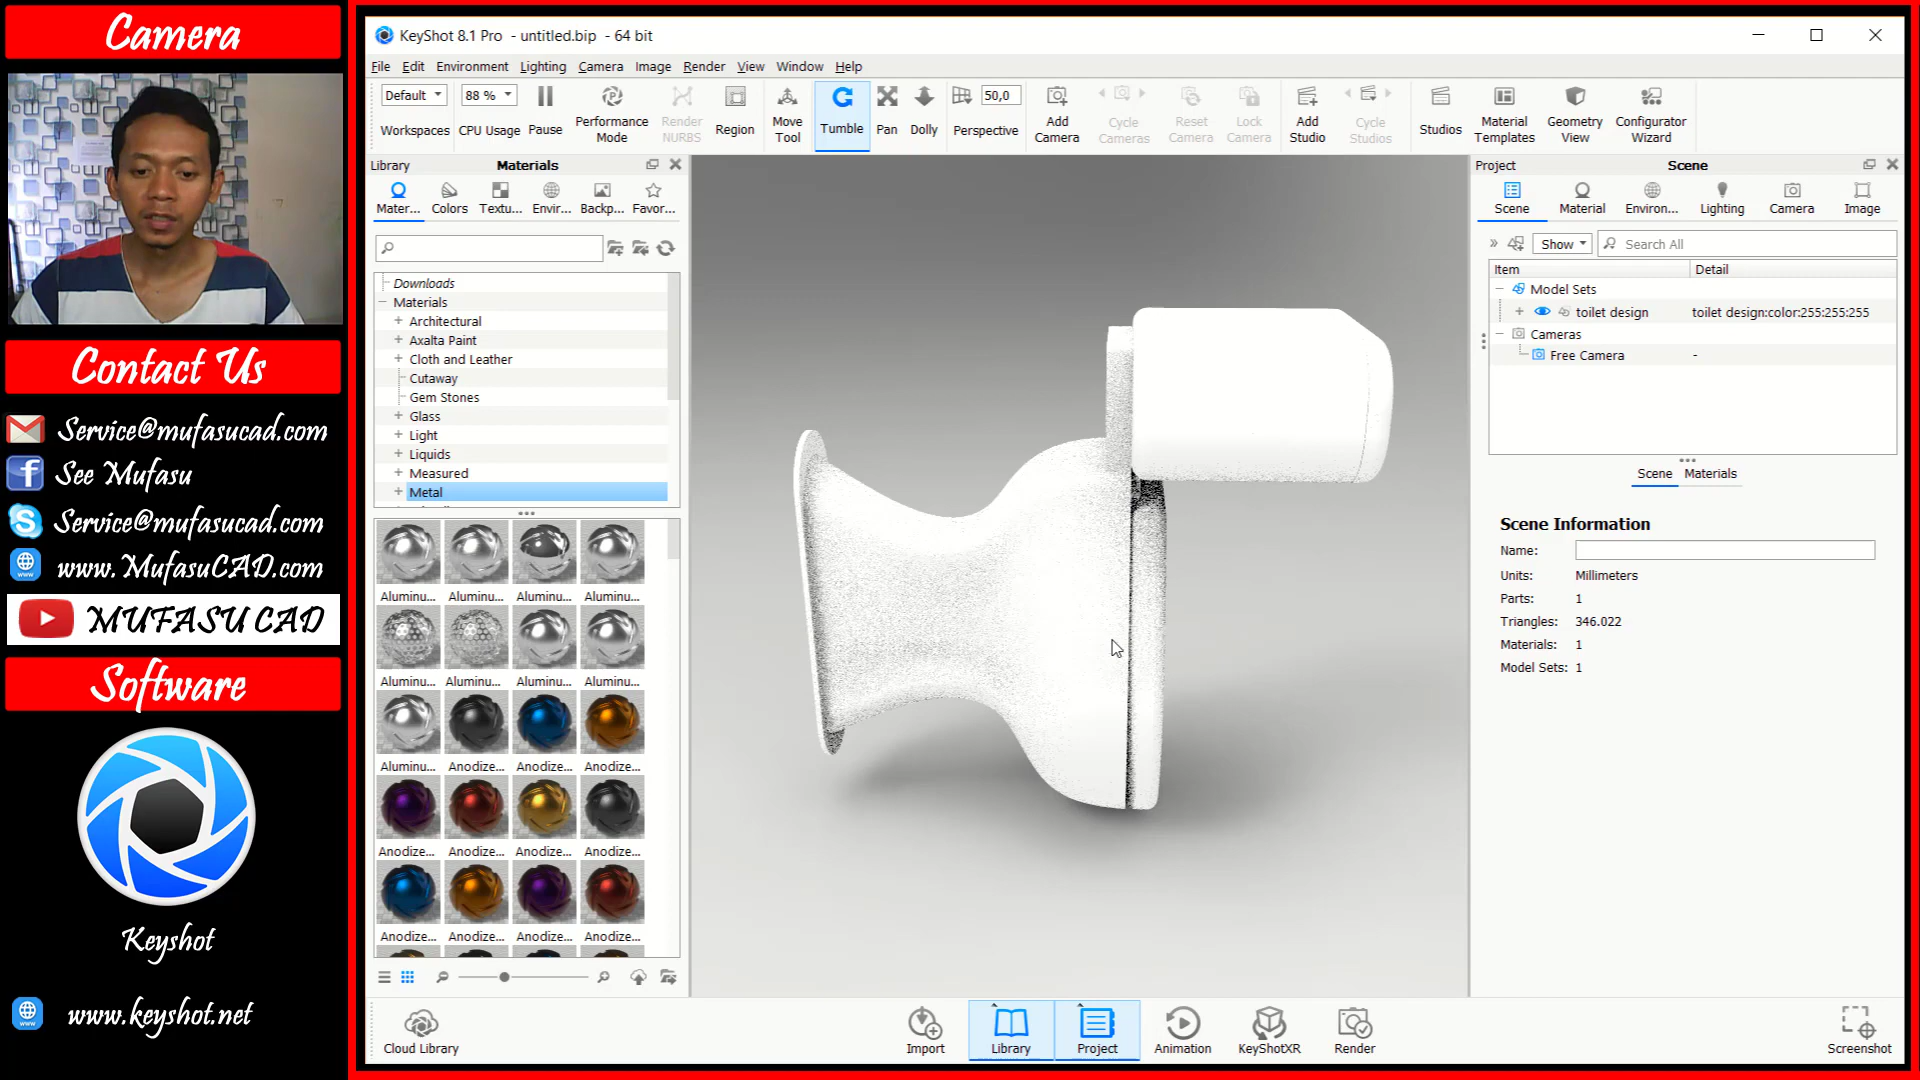 Camera
Contact Us
Service@mufasucad.com
See Mufasu
Service@mufasucad.com
www.MufasuCAD.com
MUFASU CAD
Software
Keyshot
www.keyshot.net
KeyShot 8.1 Pro - untitled.bip - 64 bit
File Edit Environment Lighting Camera Image Render View Window Help
Default 88 % 50,0
Workspaces CPU Usage Pause Performance Mode Render NURBS Region Move Tool Tumble Pan Dolly Perspective Add Camera Cycle Cameras Reset Camera Lock Camera Add Studio Cycle Studios Studios Material Templates Geometry View Configurator Wizard
Library Materials
Mater... Colors Textu... Envir... Backp... Favor...
Downloads
Materials
Architectural
Axalta Paint
Cloth and Leather
Cutaway
Gem Stones
Glass
Light
Liquids
Measured
Metal
Aluminu... Aluminu... Aluminu... Aluminu...
Aluminu... Aluminu... Aluminu... Aluminu...
Aluminu... Anodize... Anodize... Anodize...
Anodize... Anodize... Anodize... Anodize...
Anodize... Anodize... Anodize... Anodize...
Project Scene
Scene Material Environ... Lighting Camera Image
Show Search All
Item Detail
Model Sets
toilet design toilet design:color:255:255:255
Cameras
Free Camera -
Scene Materials
Scene Information
Name:
Units: Millimeters
Parts: 1
Triangles: 346.022
Materials: 1
Model Sets: 1
Cloud Library Import Library Project Animation KeyShotXR Render Screenshot